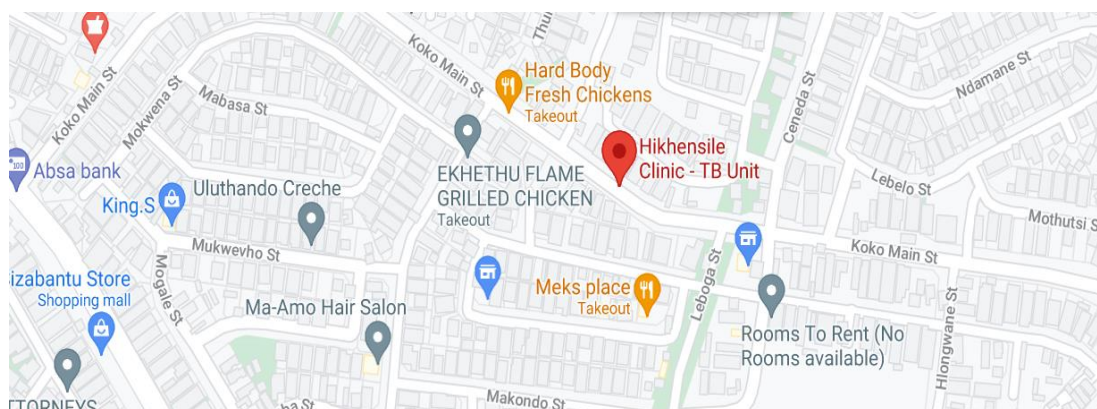 Koko Main St
Mokwena St
Mabasa St
Koko Main St
Hard Body
Fresh Chickens
Takeout
Hikhensile
Clinic - TB Unit
Ceneda St
Ndamane St
Lebelo St
Mothutsi S
Absa bank
King.S
Uluthando Creche
EKHETHU FLAME
GRILLED CHICKEN
Takeout
Mukwevho St
Koko Main St
izabantu Store
Shopping mall
Mogale St
Ma-Amo Hair Salon
Meks place
Takeout
Leboga St
Rooms To Rent (No
Rooms available)
Hlongwane St
Makondo St
TTORNEYS